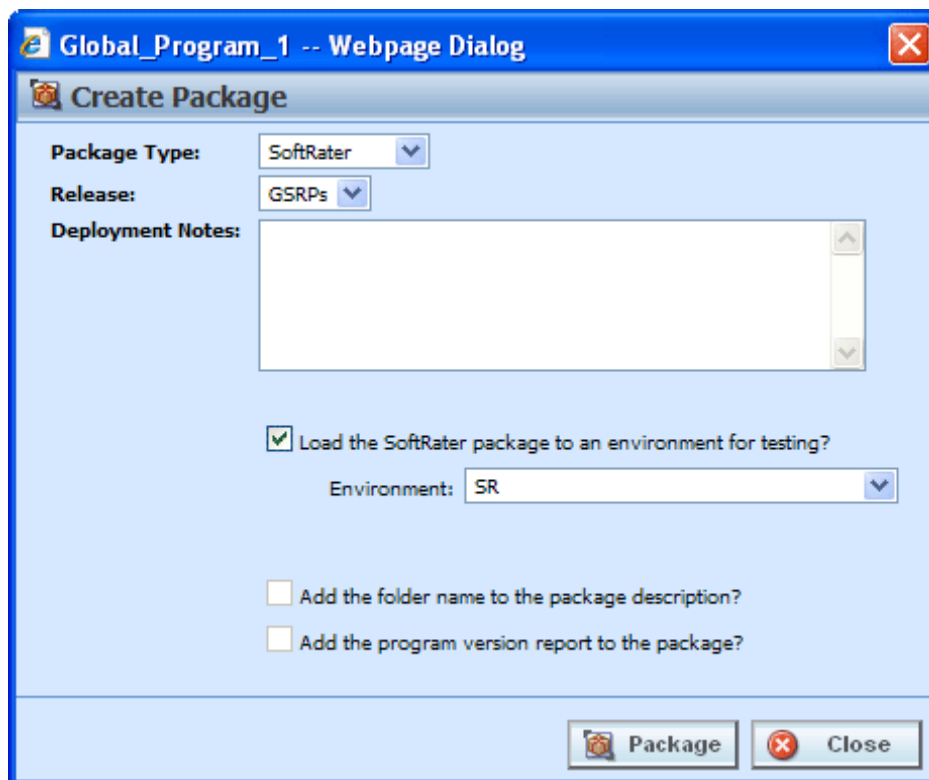 Global_Program_1 -- Webpage Dialog
Create Package
Package Type: SoftRater
Release: GSRPs
Deployment Notes:
Load the SoftRater package to an environment for testing?
Environment: SR
Add the folder name to the package description?
Add the program version report to the package?
Package Close